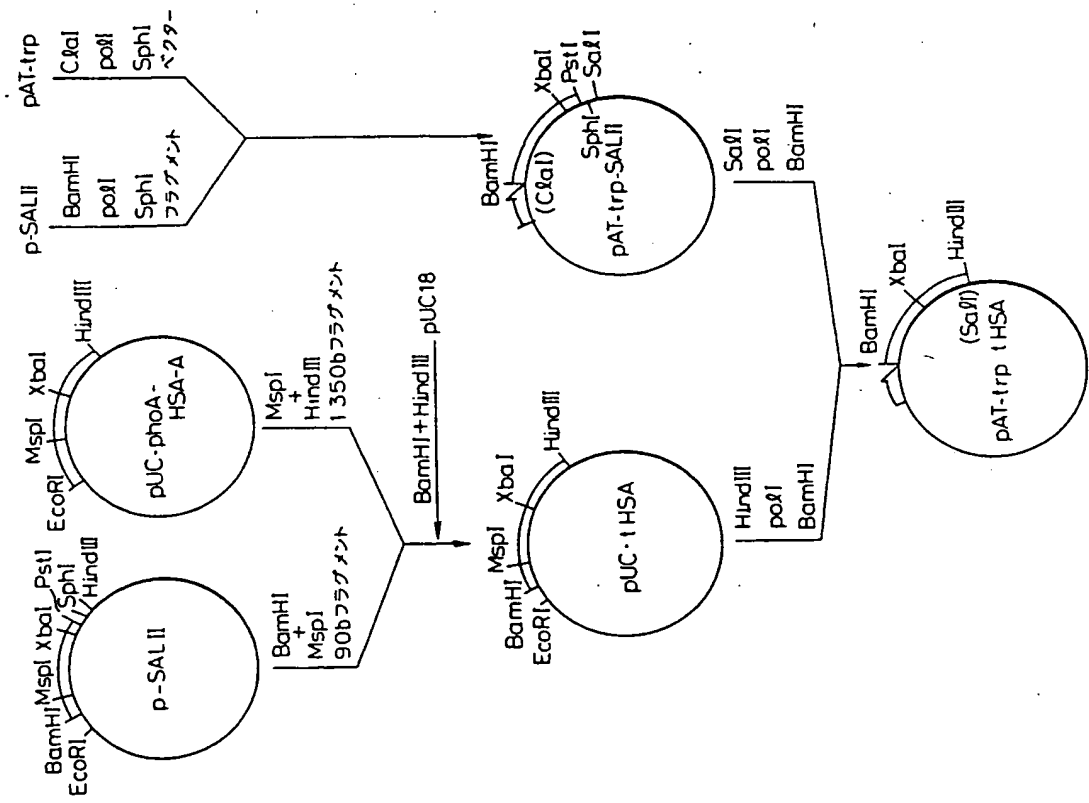 p-SALII
BamHI
polI
SphI
フラグメント
pAT-trp
ClaI
polI
SphI
ベクター
EcoRI
BamHI
MspI
XbaI
PstI
SphI
HindIII
p-SALII
EcoRI
MspI
XbaI
HindIII
pUC-phoA-
HSA-A
BamHI
+
MspI
90bフラグメント
MspI
+
HindIII
1350bフラグメント
BamHI+HindIII
pUC18
BamHI
(ClaI)
XbaI
PstI
SphI
SalI
pAT-trp-SALII
EcoRI
BamHI
MspI
XbaI
HindIII
pUC-tHSA
HindIII
polI
BamHI
SalI
polI
BamHI
BamHI
XbaI
HindIII
(SalI)
pAT-trp tHSA